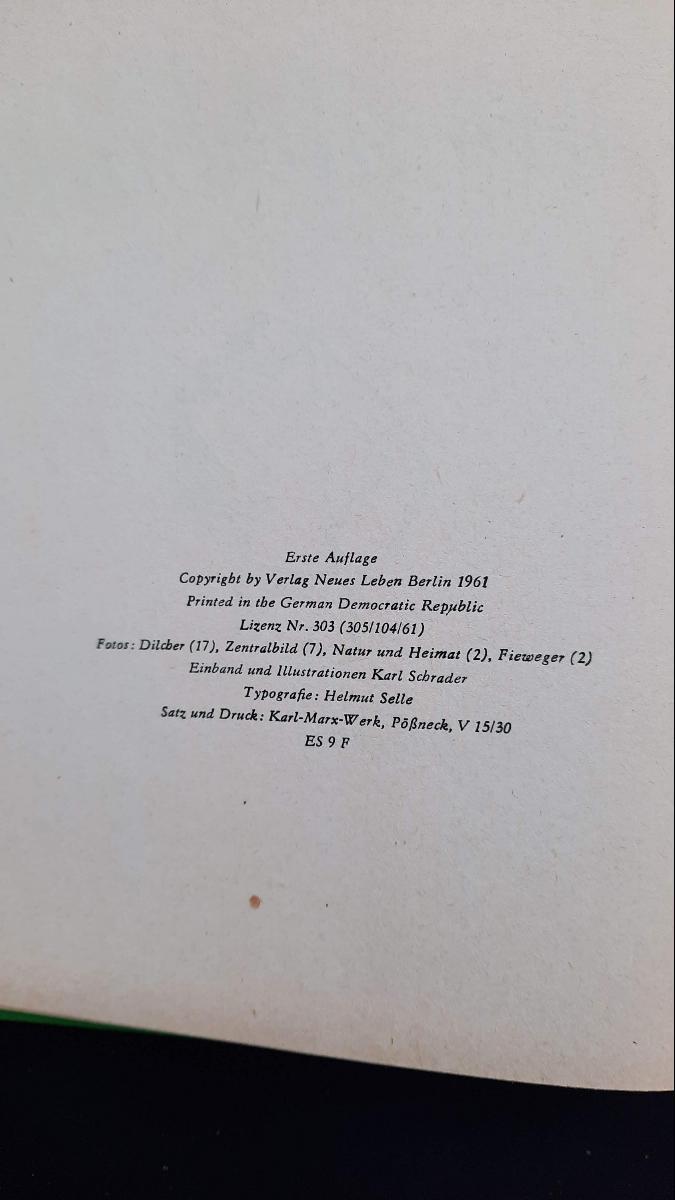 Erste Auflage
Copyright by Verlag Neues Leben Berlin 1961
Printed in the German Democratic Republic
Lizenz Nr. 303 (305/104/61)
Fotos: Dilcher (17), Zentralbild (7), Natur und Heimat (2), Fieweger (2)
Einband und Illustrationen Karl Schrader
Typografie: Helmut Selle
Satz und Druck: Karl-Marx-Werk, Pößneck, V 15/30
ES 9 F